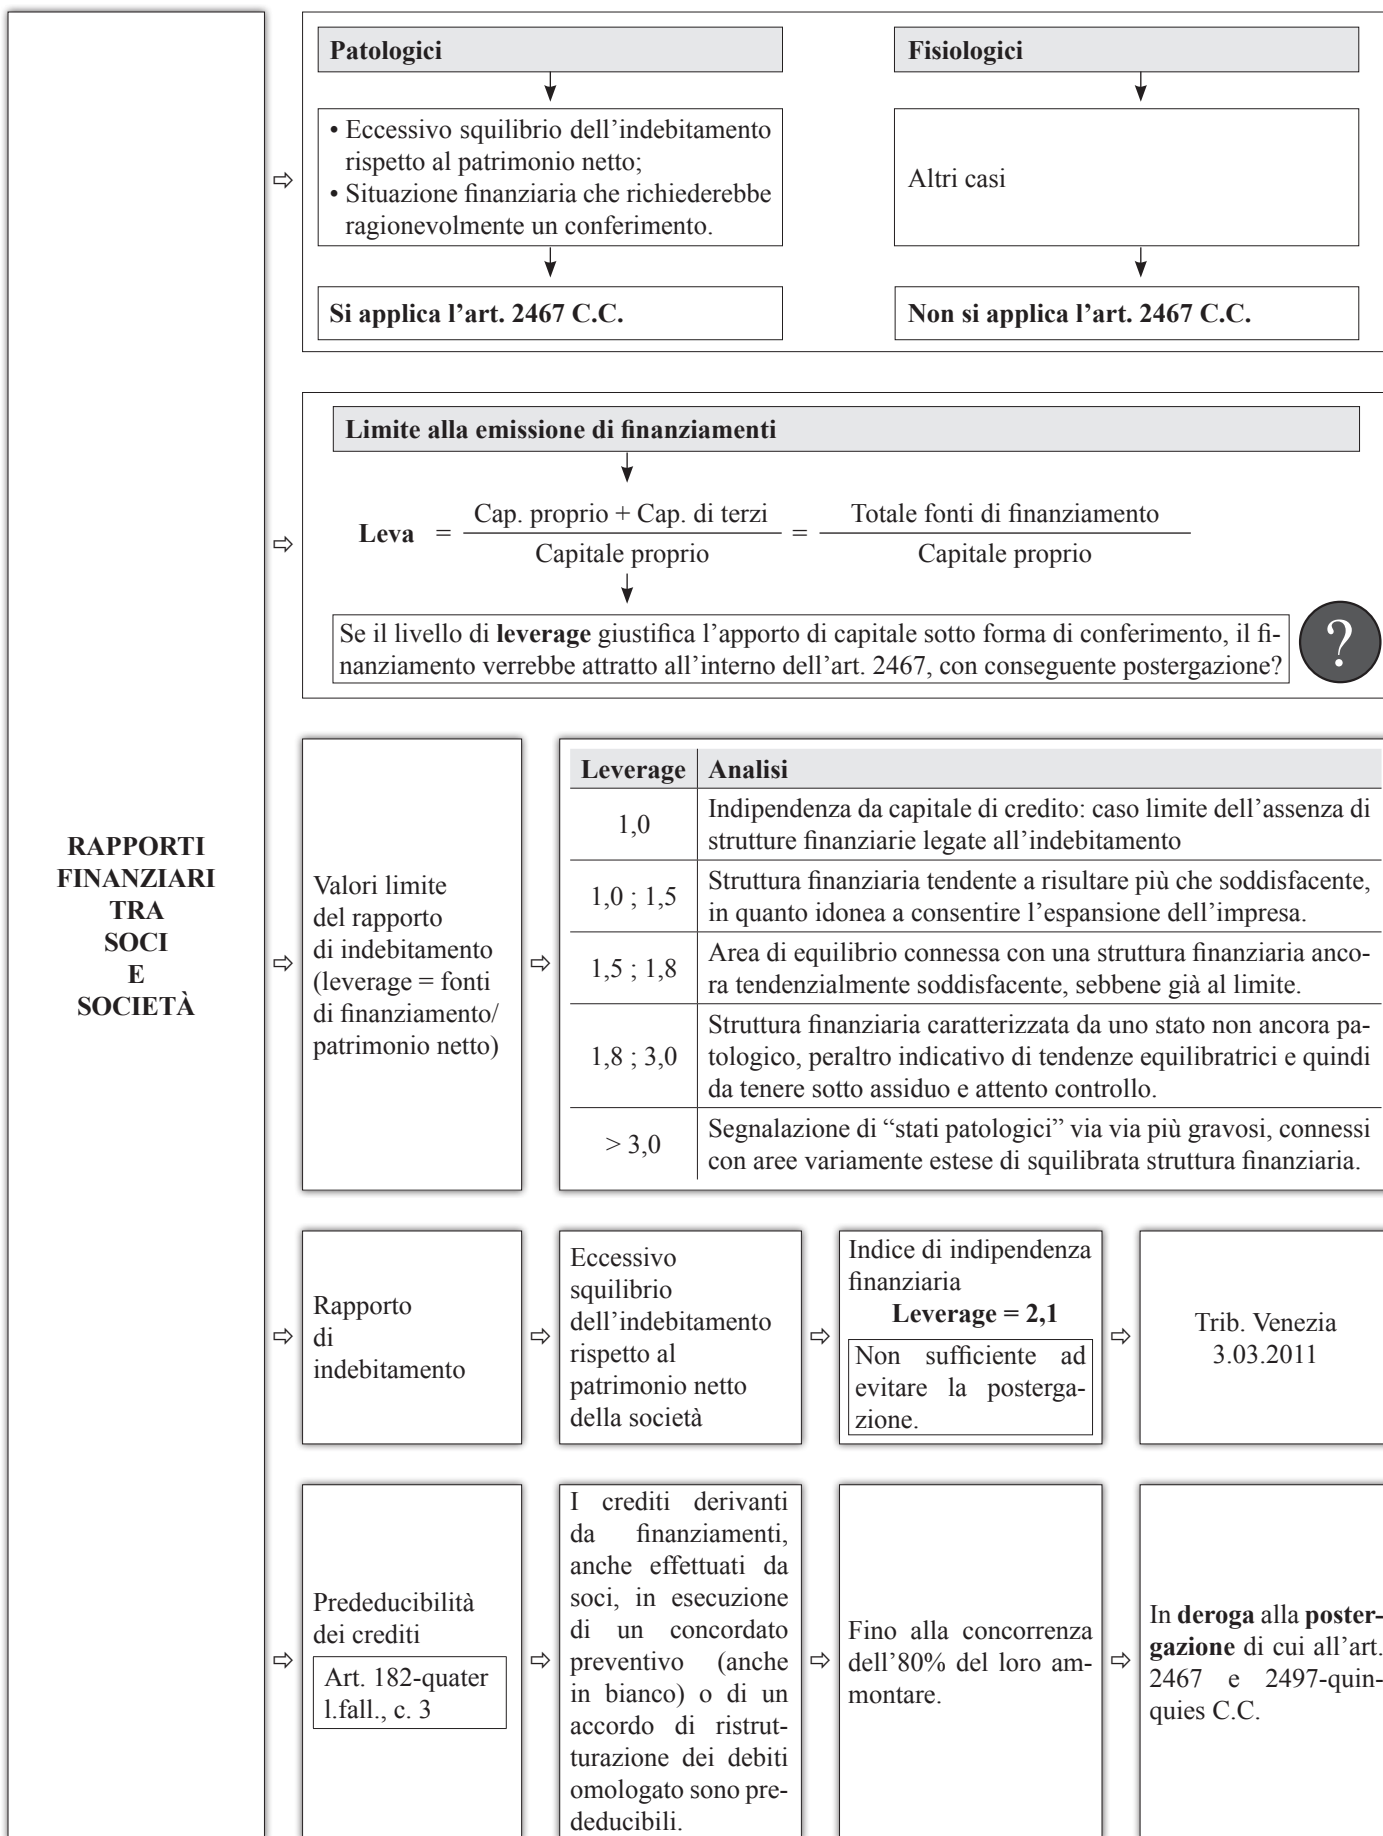 RAPPORTI
FINANZIARI
TRA
SOCI
E
SOCIETÀ
Patologici
• Eccessivo squilibrio dell’indebitamento
rispetto al patrimonio netto;
• Situazione finanziaria che richiederebbe
ragionevolmente un conferimento.
Si applica l’art. 2467 C.C.
Fisiologici
Altri casi
Non si applica l’art. 2467 C.C.
Limite alla emissione di finanziamenti
Leva = Cap. proprio + Cap. di terzi = Totale fonti di finanziamento
Capitale proprio Capitale proprio
Se il livello di leverage giustifica l’apporto di capitale sotto forma di conferimento, il fi-
nanziamento verrebbe attratto all’interno dell’art. 2467, con conseguente postergazione?
?
Valori limite
del rapporto
di indebitamento
(leverage = fonti
di finanziamento/
patrimonio netto)
Leverage Analisi
1,0 Indipendenza da capitale di credito: caso limite dell’assenza di
strutture finanziarie legate all’indebitamento
1,0 ; 1,5 Struttura finanziaria tendente a risultare più che soddisfacente,
in quanto idonea a consentire l’espansione dell’impresa.
1,5 ; 1,8 Area di equilibrio connessa con una struttura finanziaria anco-
ra tendenzialmente soddisfacente, sebbene già al limite.
1,8 ; 3,0 Struttura finanziaria caratterizzata da uno stato non ancora pa-
tologico, peraltro indicativo di tendenze equilibratrici e quindi
da tenere sotto assiduo e attento controllo.
> 3,0 Segnalazione di “stati patologici” via via più gravosi, connessi
con aree variamente estese di squilibrata struttura finanziaria.
Rapporto
di
indebitamento
Eccessivo
squilibrio
dell’indebitamento
rispetto al
patrimonio netto
della società
Indice di indipendenza
finanziaria
Leverage = 2,1
Non sufficiente ad
evitare la posterga-
zione.
Trib. Venezia
3.03.2011
Prededucibilità
dei crediti
Art. 182-quater
l.fall., c. 3
I crediti derivanti
da finanziamenti,
anche effettuati da
soci, in esecuzione
di un concordato
preventivo (anche
in bianco) o di un
accordo di ristrut-
turazione dei debiti
omologato sono pre-
deducibili.
Fino alla concorrenza
dell’80% del loro am-
montare.
In deroga alla poster-
gazione di cui all’art.
2467 e 2497-quin-
quies C.C.